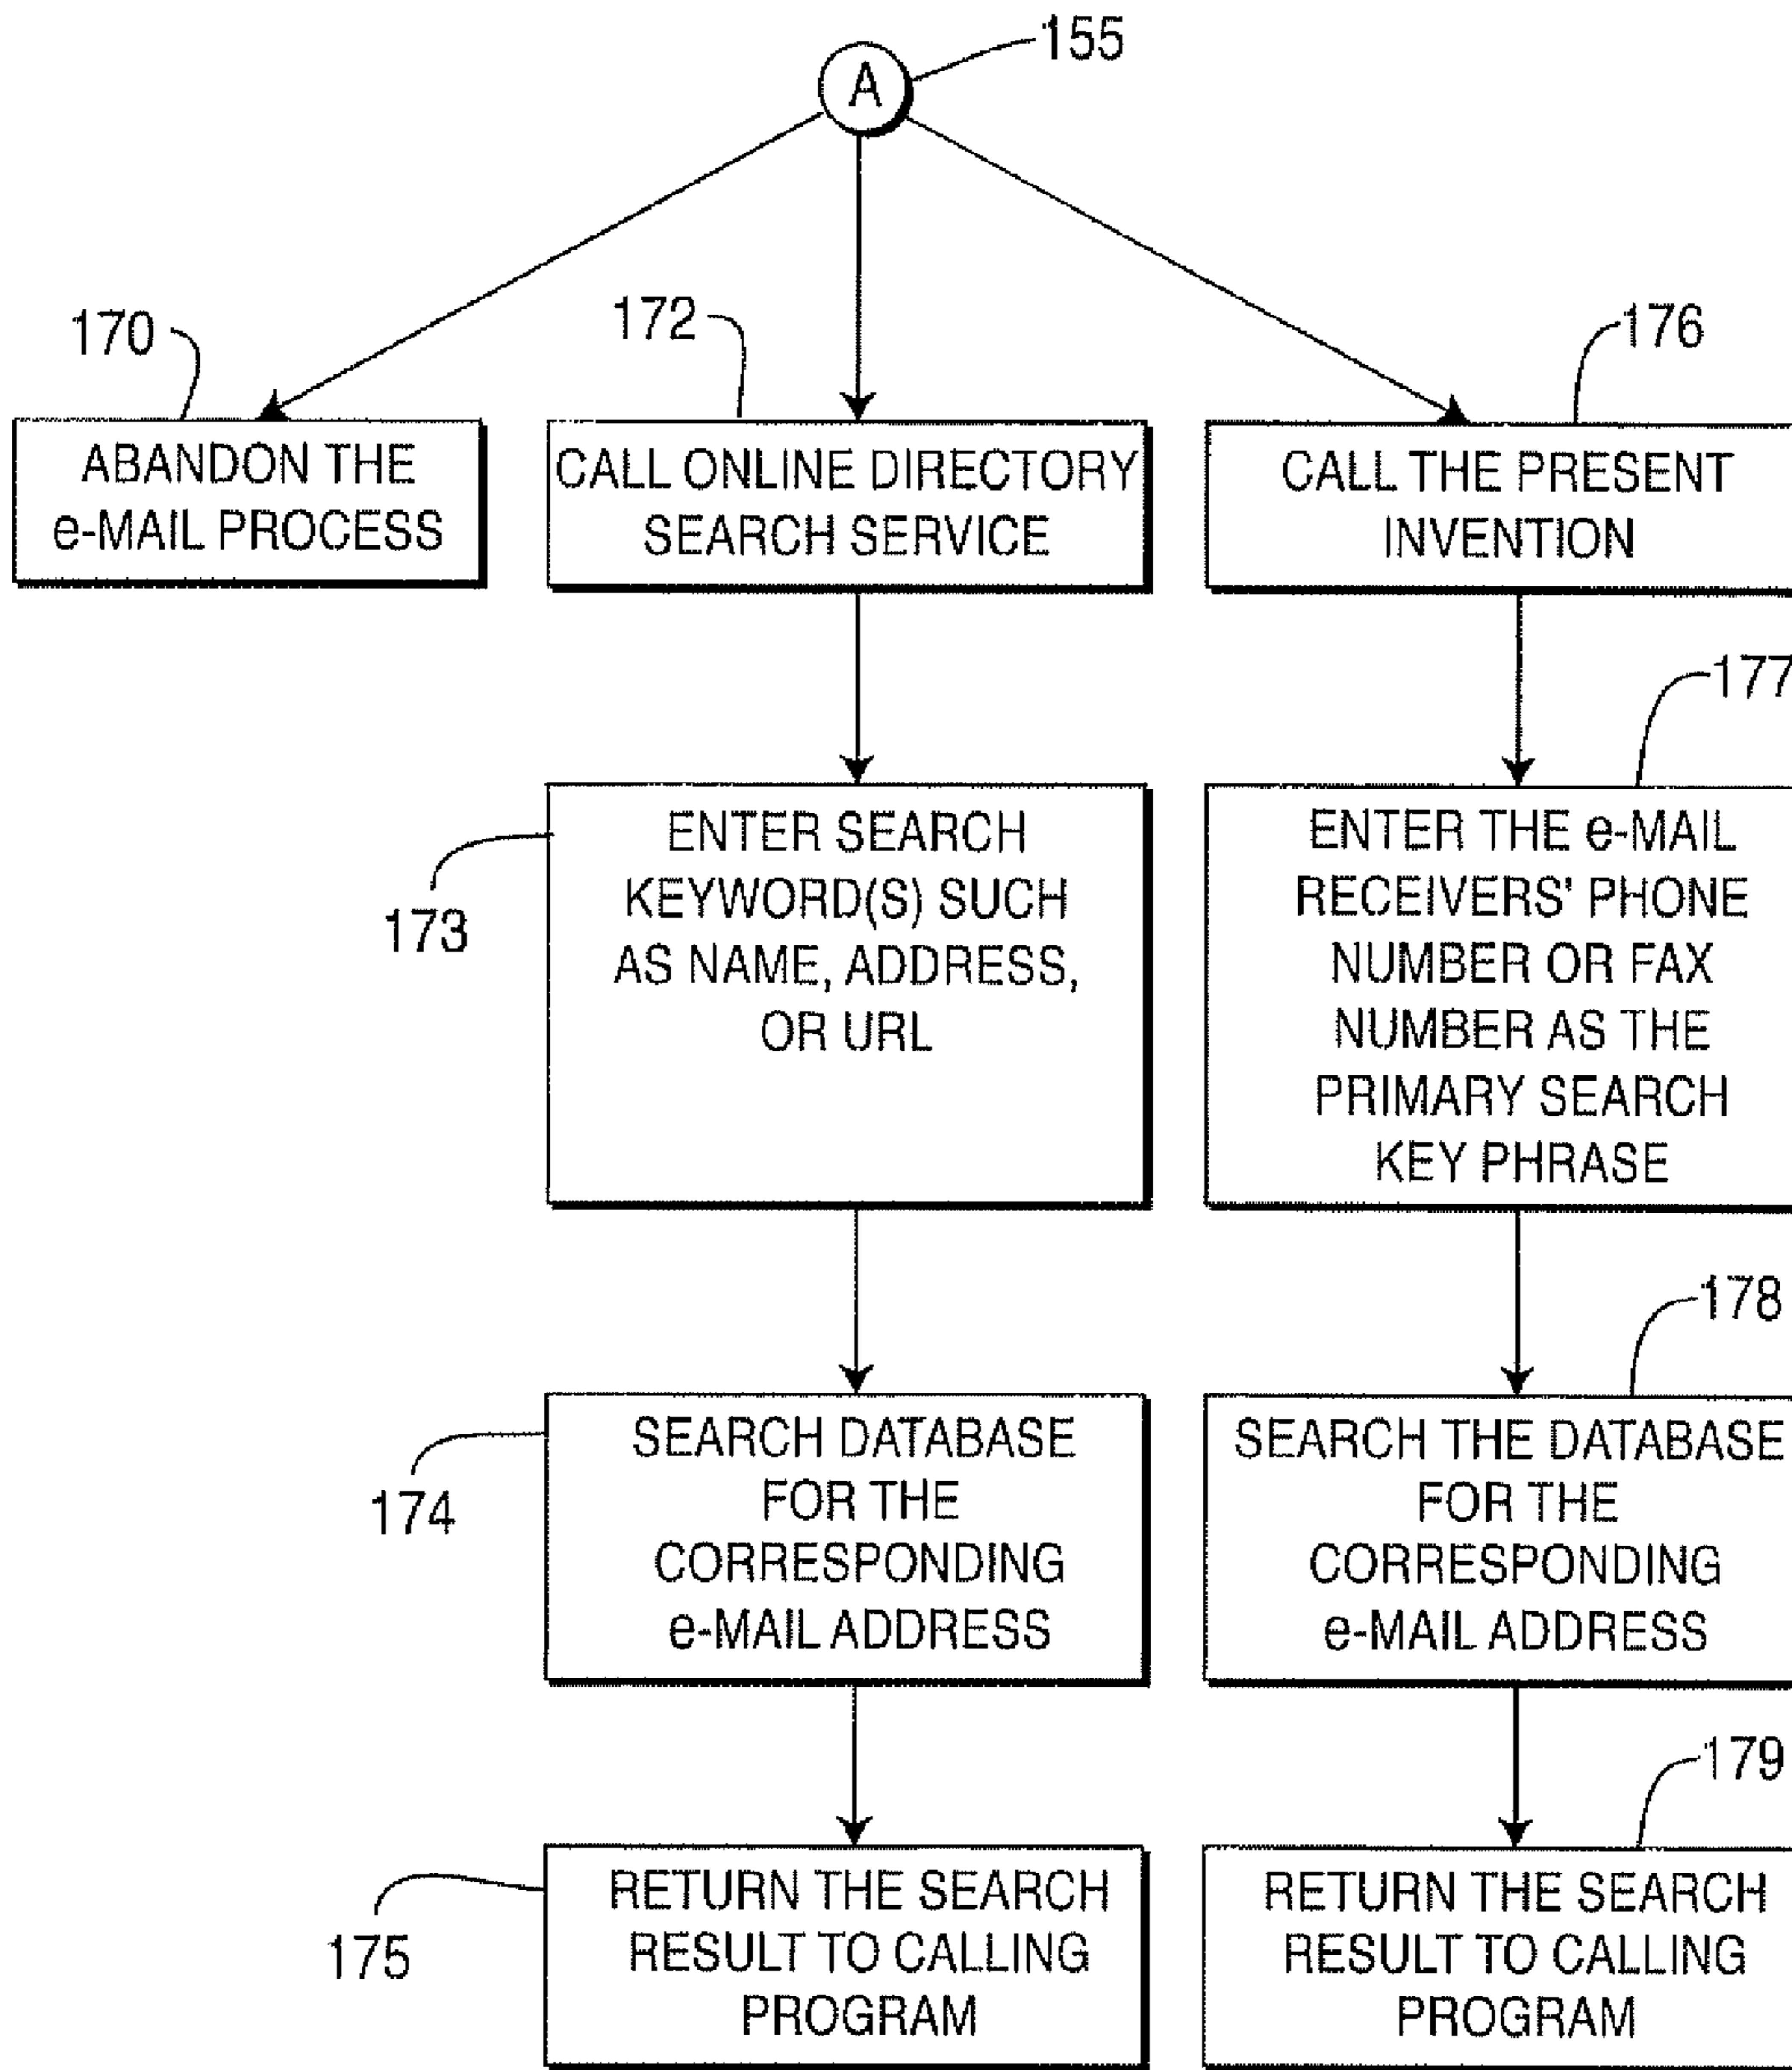 155
A
170
172
176
ABANDON THE
e-MAIL PROCESS
CALL ONLINE DIRECTORY
SEARCH SERVICE
CALL THE PRESENT
INVENTION
177
173
ENTER SEARCH
KEYWORD(S) SUCH
AS NAME, ADDRESS,
OR URL
ENTER THE e-MAIL
RECEIVERS' PHONE
NUMBER OR FAX
NUMBER AS THE
PRIMARY SEARCH
KEY PHRASE
178
174
SEARCH DATABASE
FOR THE
CORRESPONDING
e-MAIL ADDRESS
SEARCH THE DATABASE
FOR THE
CORRESPONDING
e-MAIL ADDRESS
179
175
RETURN THE SEARCH
RESULT TO CALLING
PROGRAM
RETURN THE SEARCH
RESULT TO CALLING
PROGRAM